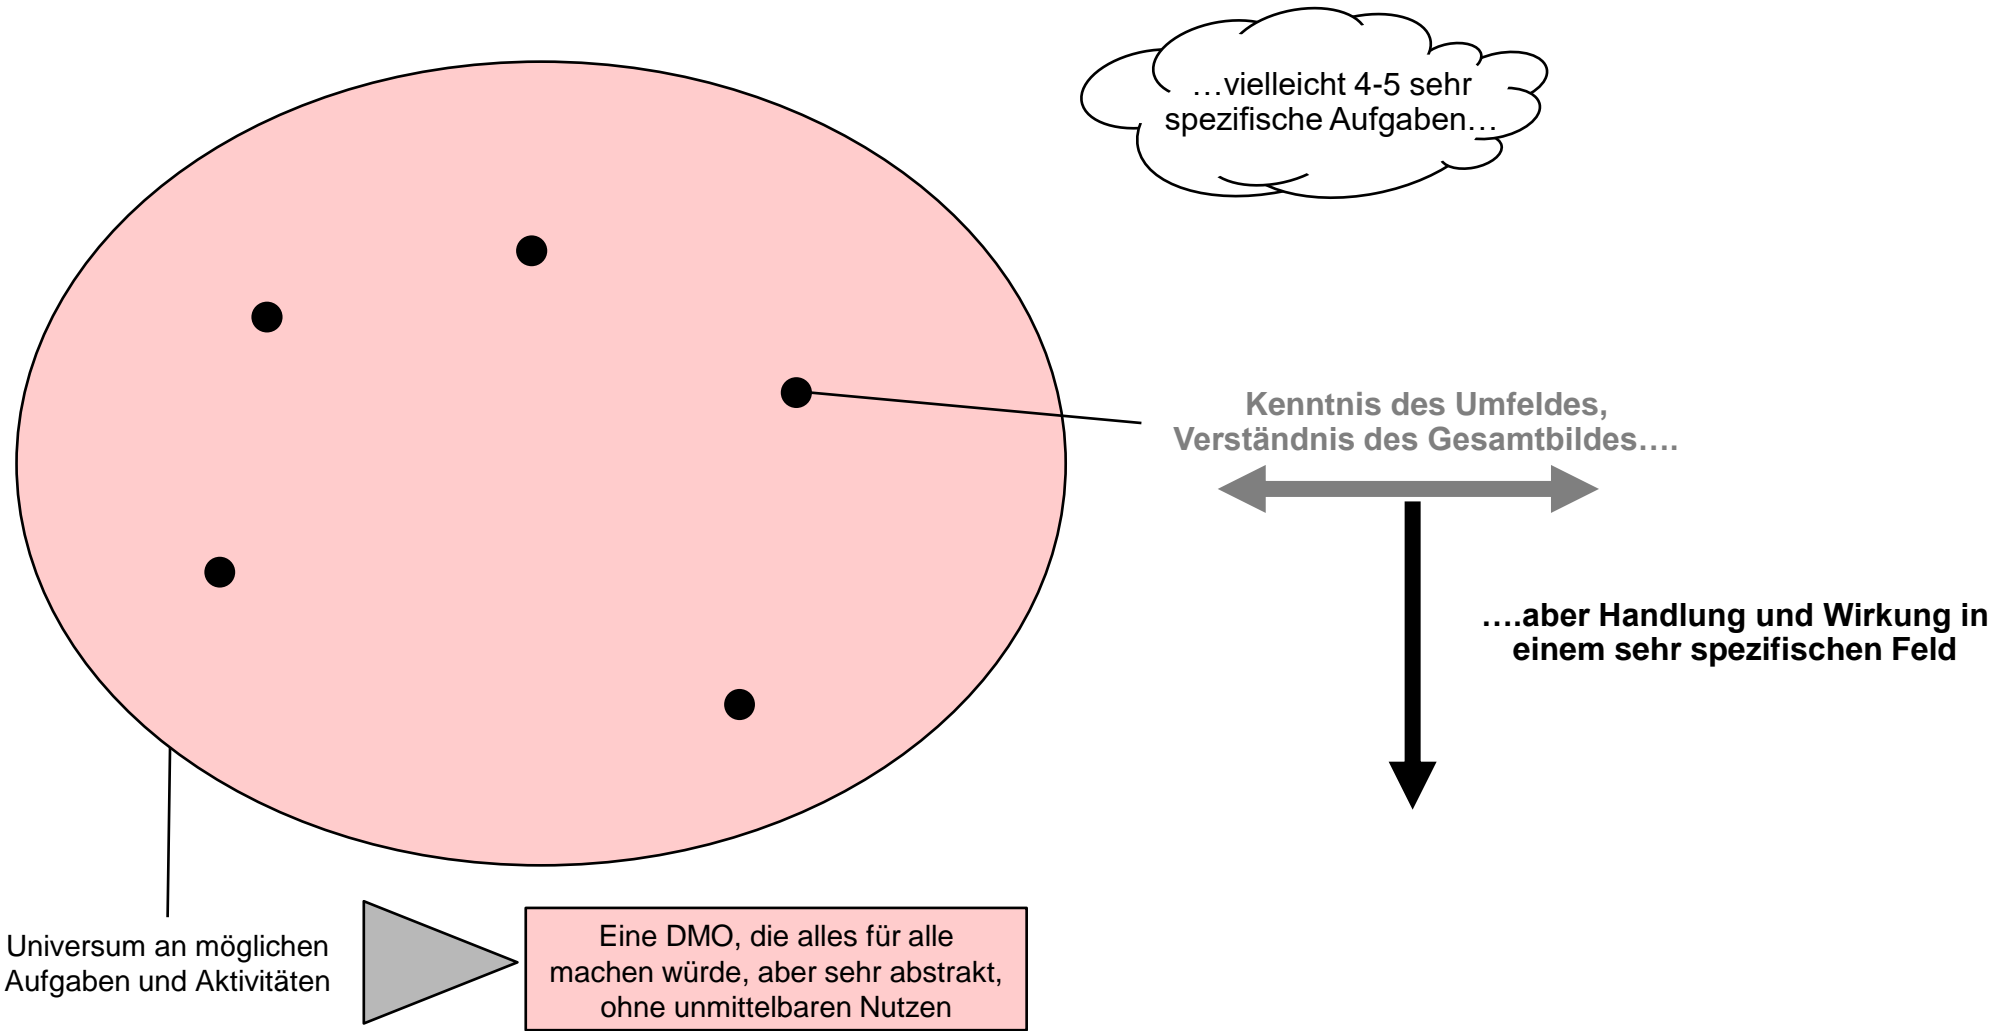 …vielleicht 4-5 sehr
spezifische Aufgaben…
Kenntnis des Umfeldes,
Verständnis des Gesamtbildes….
….aber Handlung und Wirkung in
einem sehr spezifischen Feld
Universum an möglichen
Aufgaben und Aktivitäten
Eine DMO, die alles für alle
machen würde, aber sehr abstrakt,
ohne unmittelbaren Nutzen